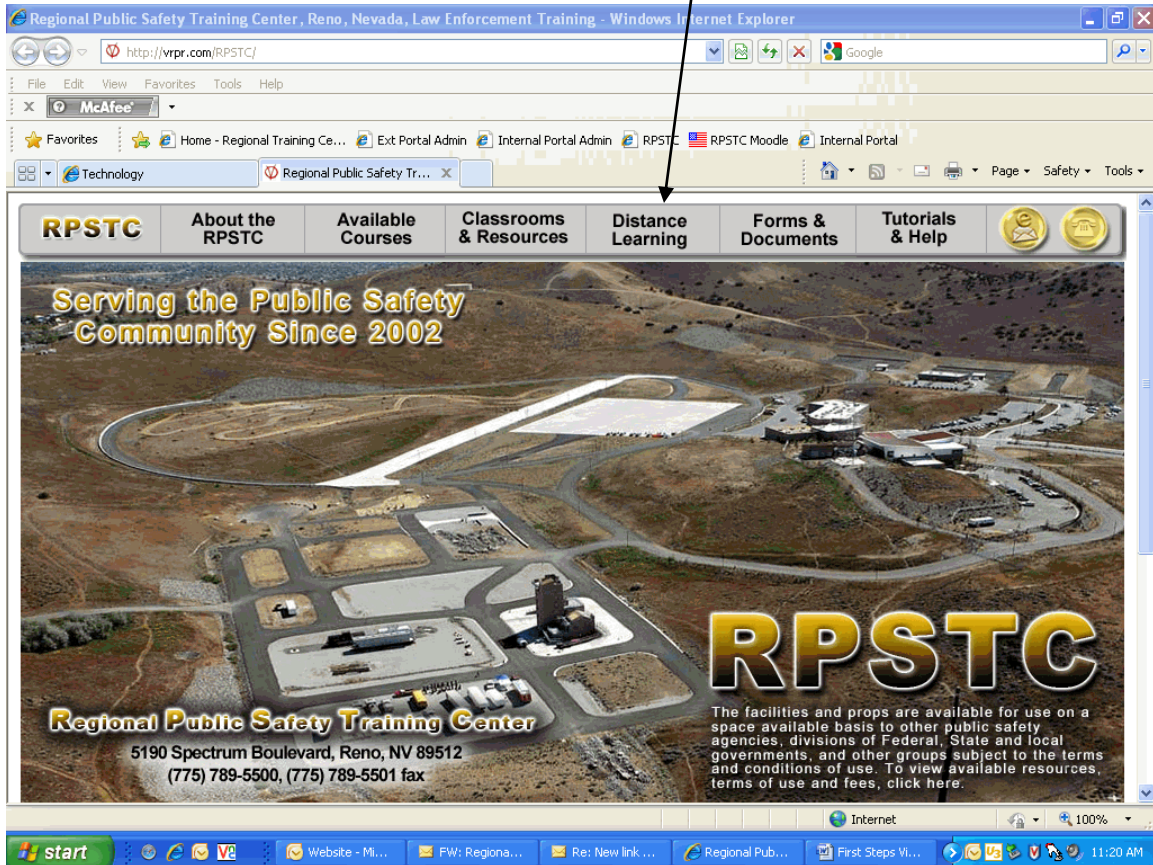 Regional Public Safety Training Center, Reno, Nevada, Law Enforcement Training - Windows Internet Explorer
http://vrpr.com/RPSTC/
Google
File Edit View Favorites Tools Help
X McAfee
Favorites Home - Regional Training Ce... Ext Portal Admin Internal Portal Admin RPSTC RPSTC Moodle Internal Portal
Technology Regional Public Safety Tr... X Page Safety Tools
RPSTC About the RPSTC Available Courses Classrooms & Resources Distance Learning Forms & Documents Tutorials & Help
Serving the Public Safety
Community Since 2002
RPSTC
Regional Public Safety Training Center
5190 Spectrum Boulevard, Reno, NV 89512
(775) 789-5500, (775) 789-5501 fax
The facilities and props are available for use on a
space available basis to other public safety
agencies, divisions of Federal, State and local
governments, and other groups subject to the terms
and conditions of use. To view available resources,
terms of use and fees, click here.
Internet 100%
start V2 Website - Mi... FW: Regiona... Re: New link ... Regional Pub... First Steps Vi... 11:20 AM